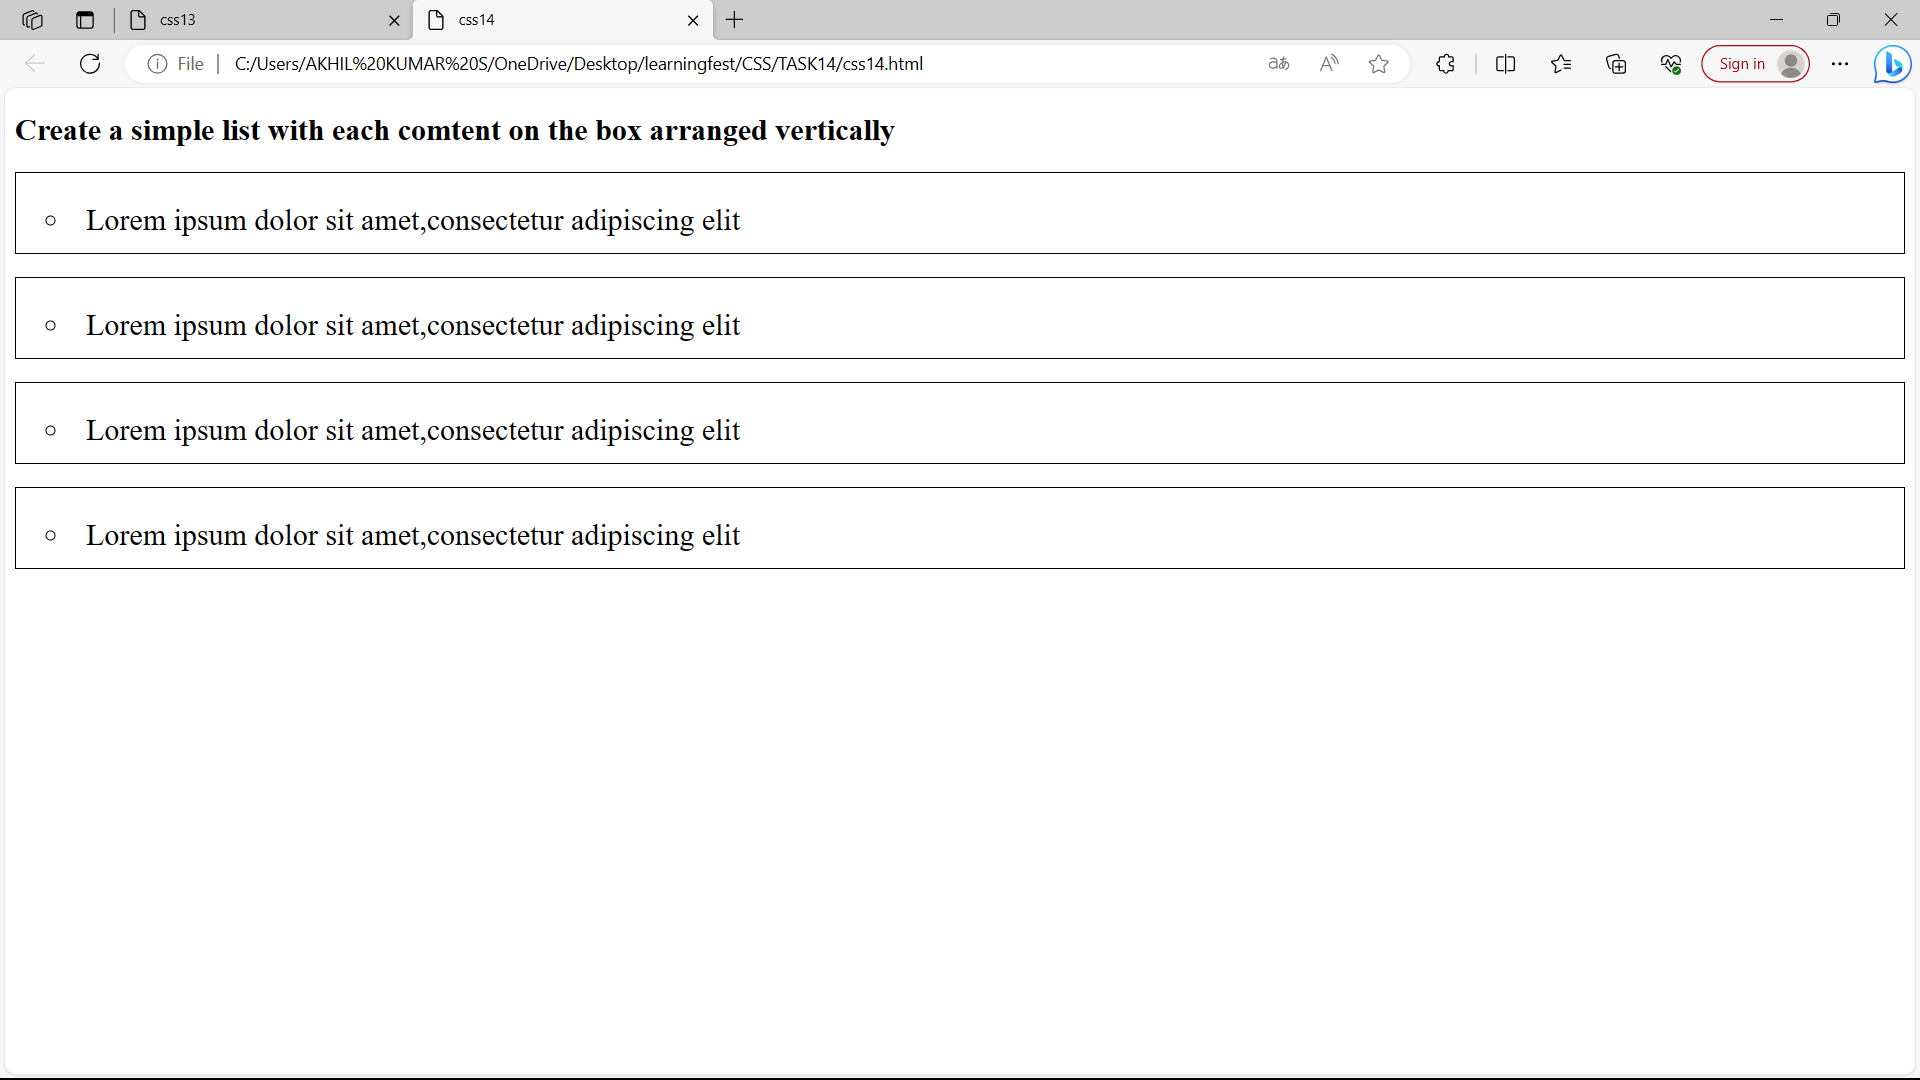 css13
css14
File
C:/Users/AKHIL%20KUMAR%20S/OneDrive/Desktop/learningfest/CSS/TASK14/css14.html
aあ
A
Sign in
Create a simple list with each comtent on the box arranged vertically
Lorem ipsum dolor sit amet,consectetur adipiscing elit
Lorem ipsum dolor sit amet,consectetur adipiscing elit
Lorem ipsum dolor sit amet,consectetur adipiscing elit
Lorem ipsum dolor sit amet,consectetur adipiscing elit